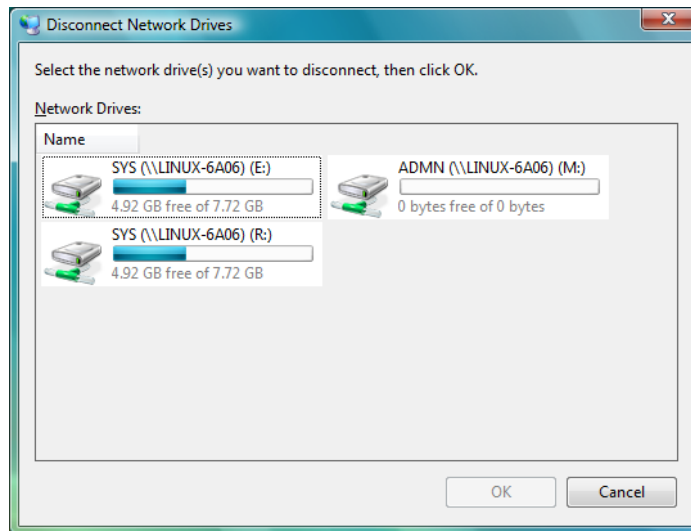 Disconnect Network Drives
Select the network drive(s) you want to disconnect, then click OK.
Network Drives:
Name
SYS (\\LINUX-6A06) (E:)
4.92 GB free of 7.72 GB
ADMN (\\LINUX-6A06) (M:)
0 bytes free of 0 bytes
SYS (\\LINUX-6A06) (R:)
4.92 GB free of 7.72 GB
OK
Cancel